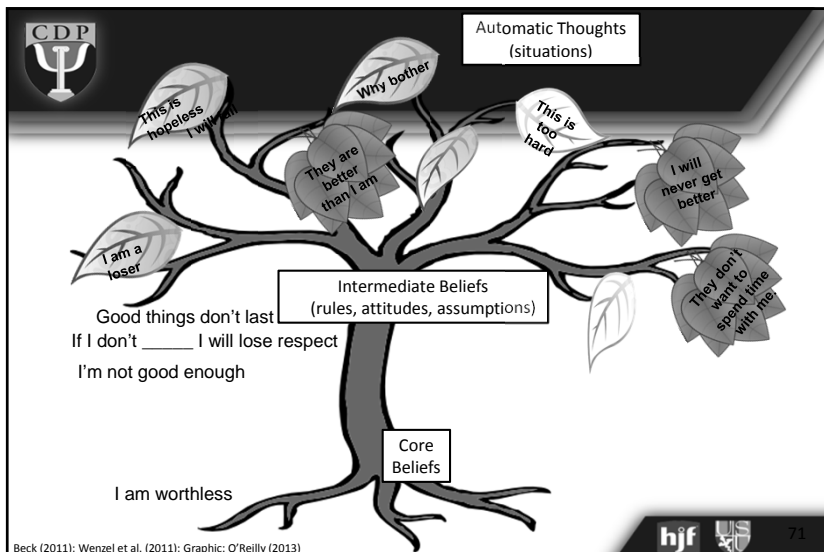 CDP
Automatic Thoughts
(situations)
Why bother
This is
hopeless
I will fail
This is
too
hard
They are
better
than I am
I will
never get
better
I am a
loser
They don't
want to
spend time
with me.
Intermediate Beliefs
(rules, attitudes, assumptions)
Good things don't last
If I don't _____ I will lose respect
I'm not good enough
Core
Beliefs
I am worthless
Beck (2011); Wenzel et al. (2011); Graphic: O'Reilly (2013)
hjf
71